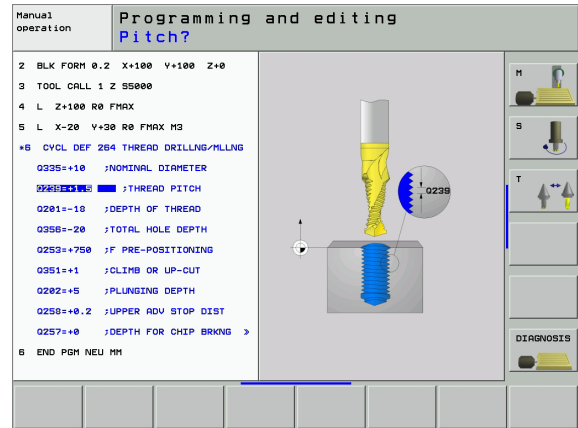 Manual
operation
Programming and editing
Pitch?
2 BLK FORM 0.2 X+100 Y+100 Z+0
3 TOOL CALL 1 Z S5000
4 L Z+100 R0 FMAX
5 L X-20 Y+30 R0 FMAX M3
*6 CYCL DEF 264 THREAD DRILLNG/MLLNG
Q335=+10 ;NOMINAL DIAMETER
Q239=+1.5 ;THREAD PITCH
Q201=-18 ;DEPTH OF THREAD
Q356=-20 ;TOTAL HOLE DEPTH
Q253=+750 ;F PRE-POSITIONING
Q351=+1 ;CLIMB OR UP-CUT
Q202=+5 ;PLUNGING DEPTH
Q258=+0.2 ;UPPER ADV STOP DIST
Q257=+0 ;DEPTH FOR CHIP BRKNG »
6 END PGM NEU MM
Q239
M
S
T
DIAGNOSIS